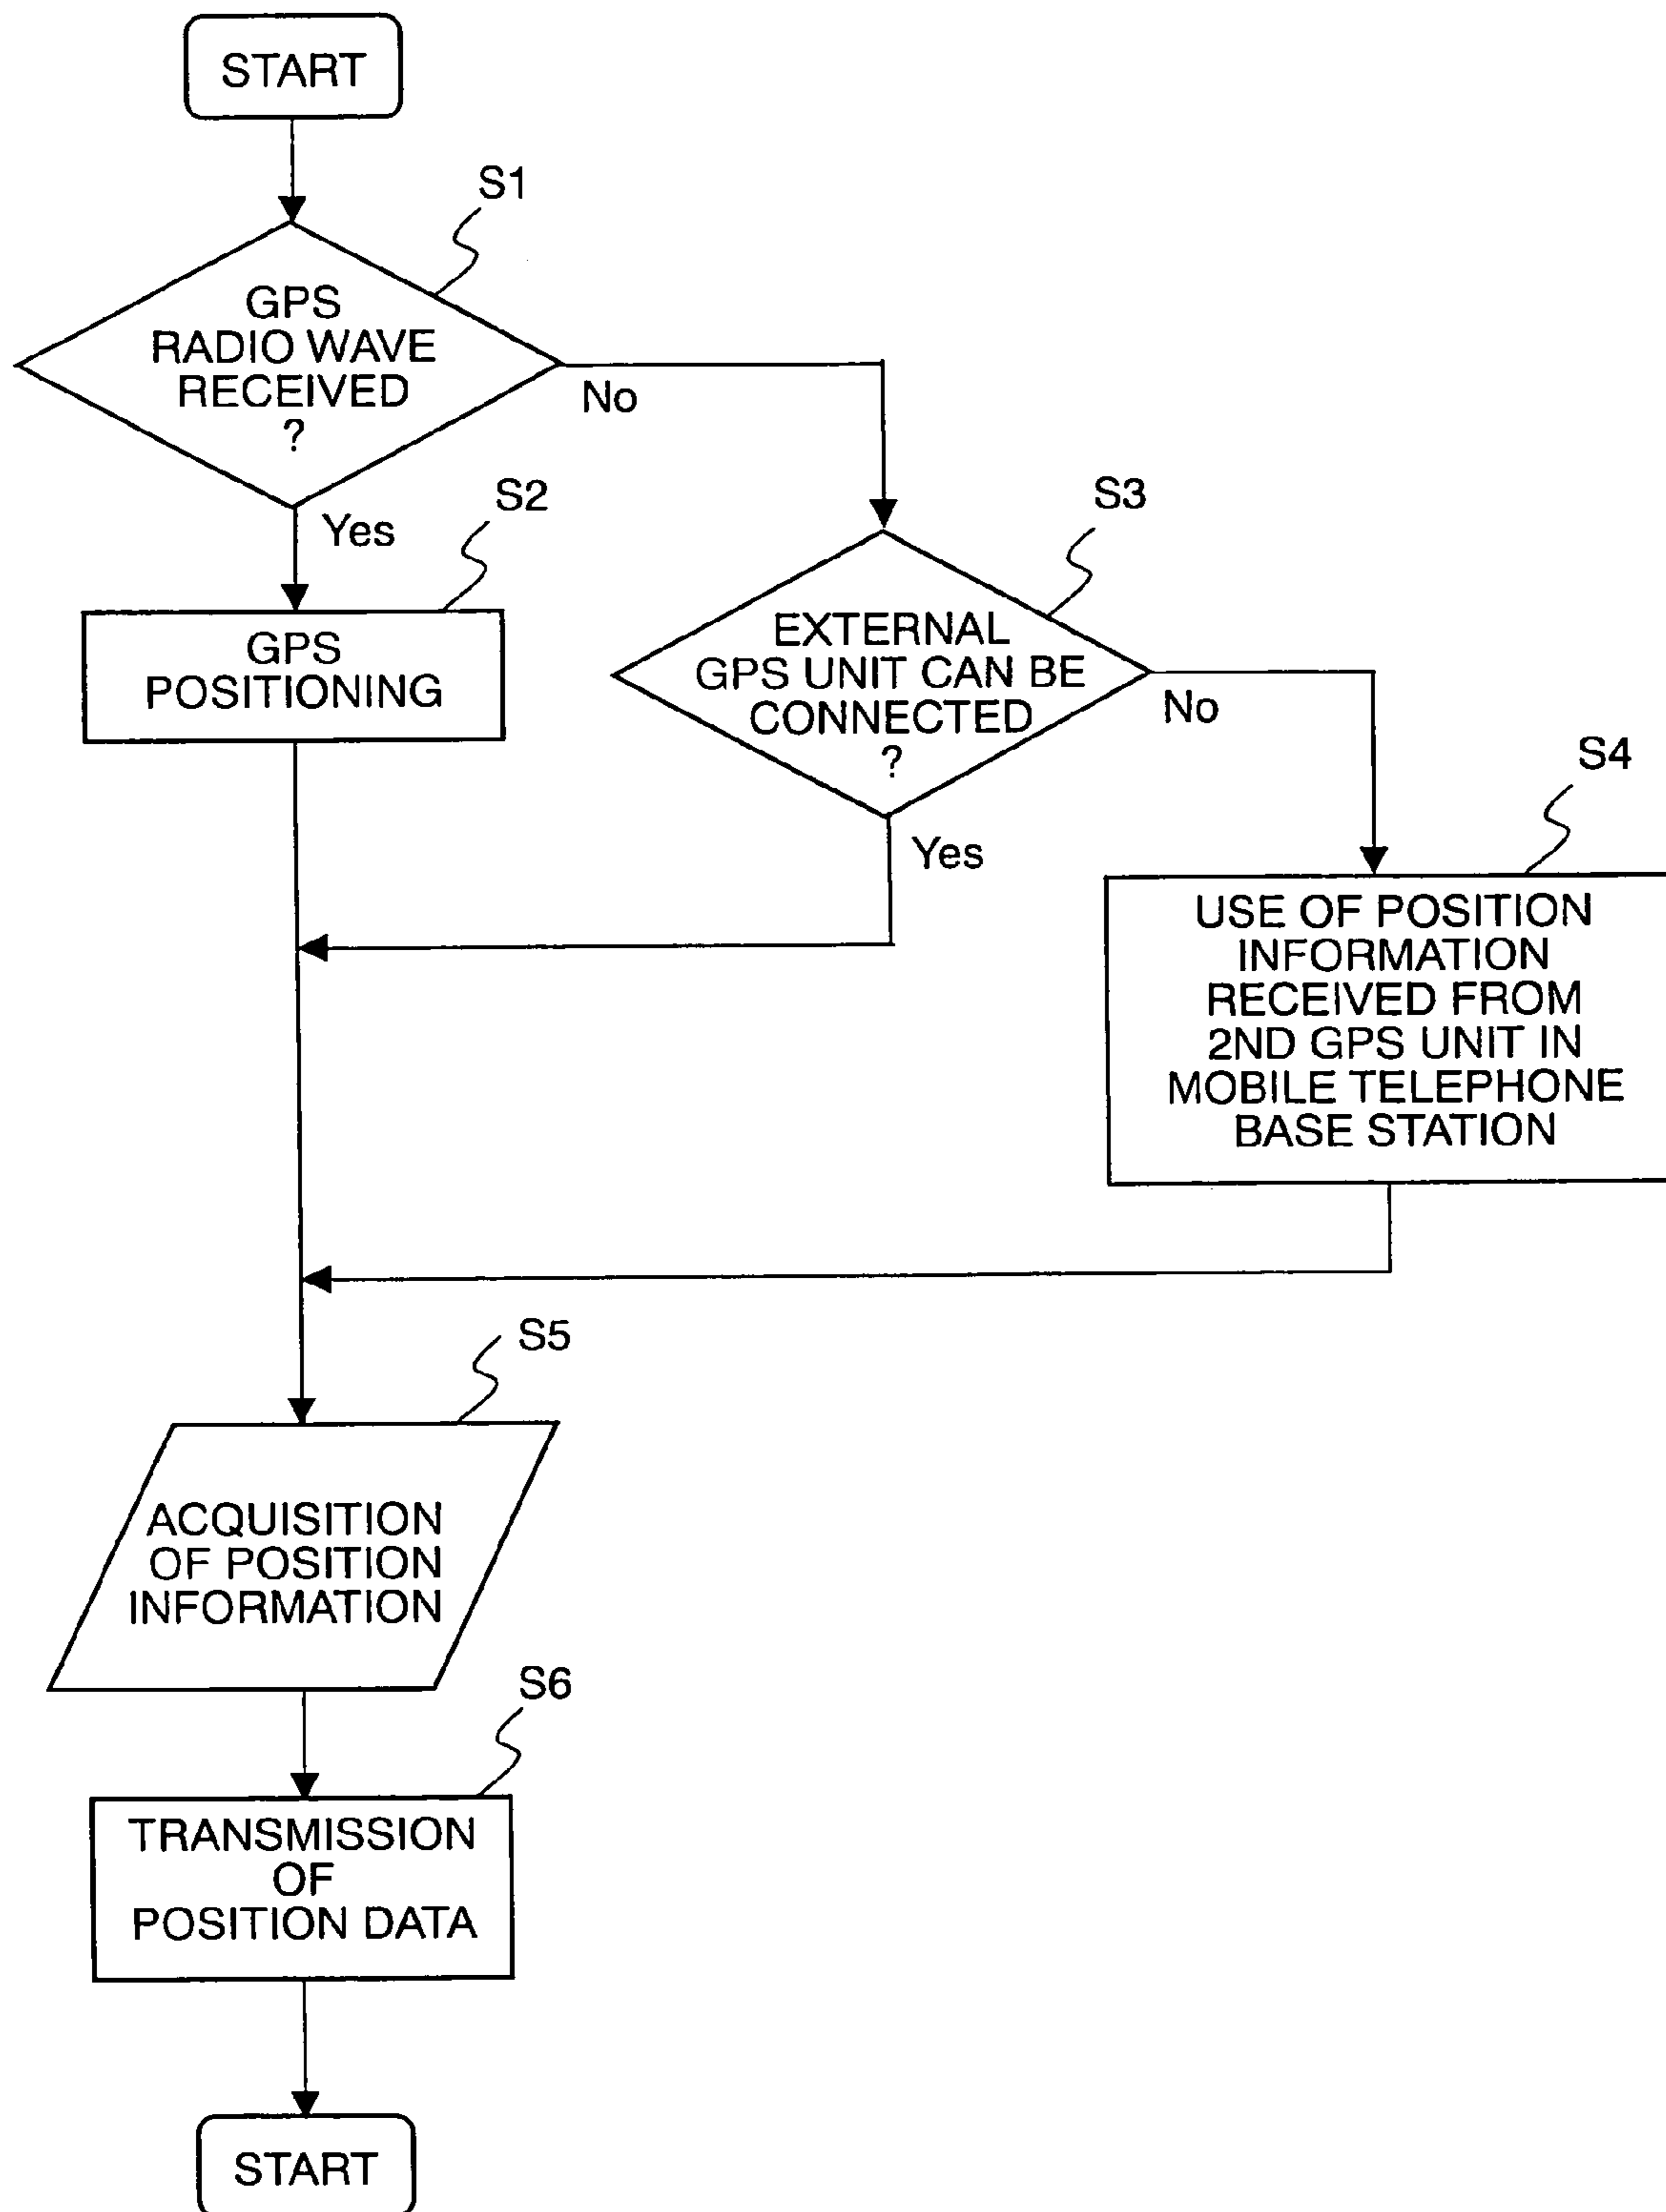 START
S1
GPS
RADIO WAVE
RECEIVED
?
No
Yes
S2
GPS
POSITIONING
S3
EXTERNAL
GPS UNIT CAN BE
CONNECTED
?
No
Yes
S4
USE OF POSITION
INFORMATION
RECEIVED FROM
2ND GPS UNIT IN
MOBILE TELEPHONE
BASE STATION
S5
ACQUISITION
OF POSITION
INFORMATION
S6
TRANSMISSION
OF
POSITION DATA
START